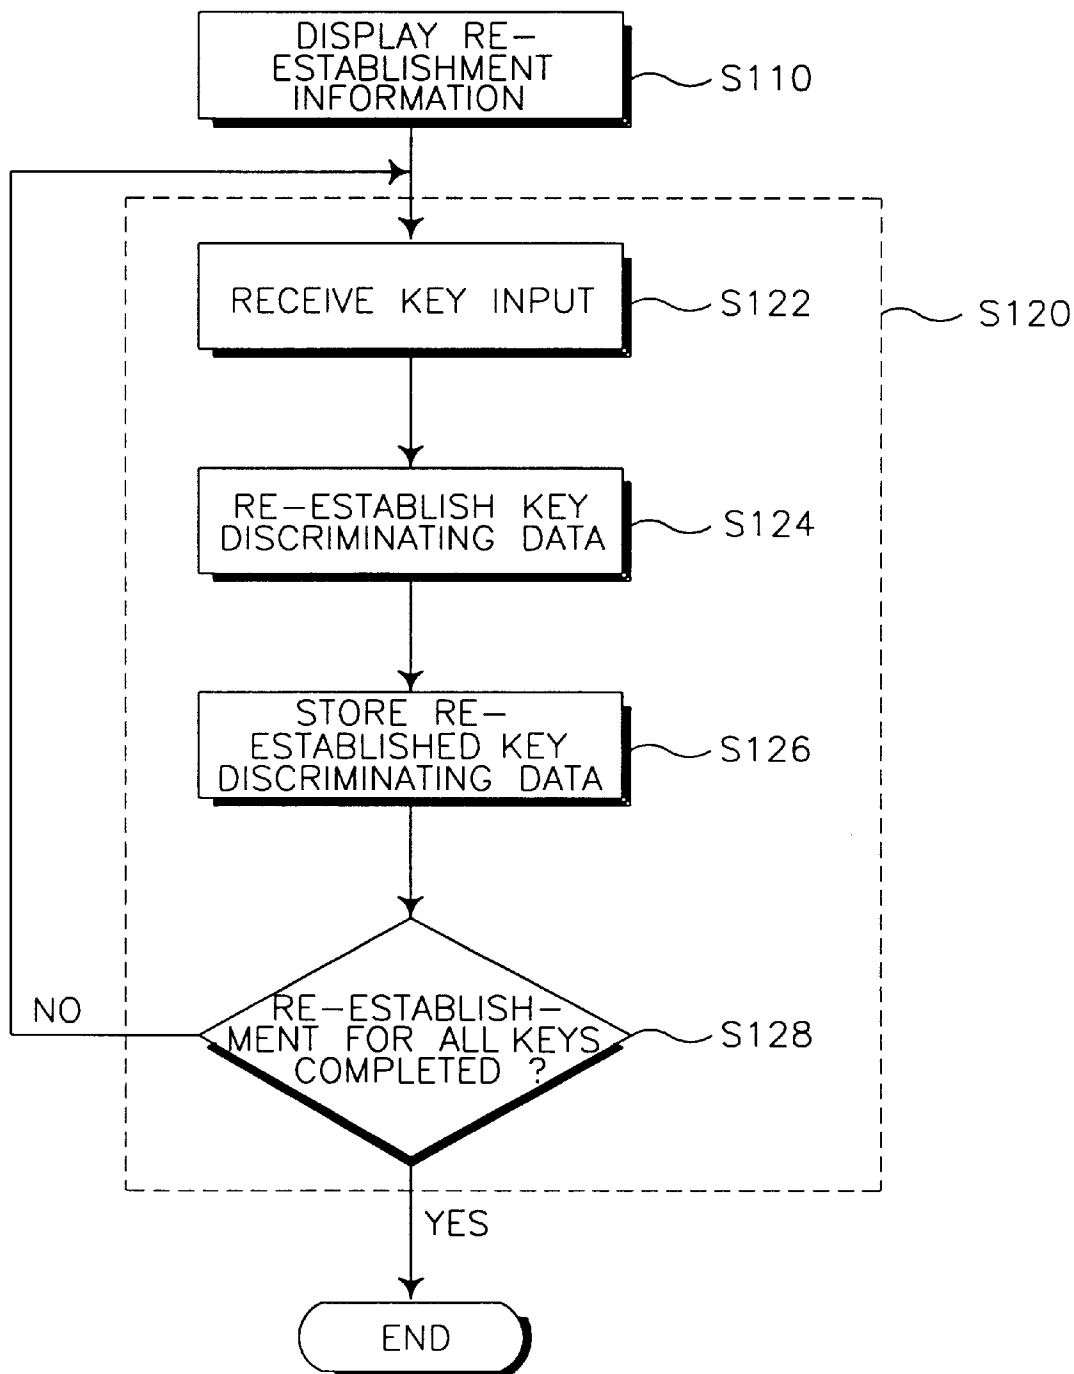 DISPLAY RE-
ESTABLISHMENT
INFORMATION
S110
RECEIVE KEY INPUT
S122
S120
RE-ESTABLISH KEY
DISCRIMINATING DATA
S124
STORE RE-
ESTABLISHED KEY
DISCRIMINATING DATA
S126
NO
RE-ESTABLISH-
MENT FOR ALL KEYS
COMPLETED ?
S128
YES
END